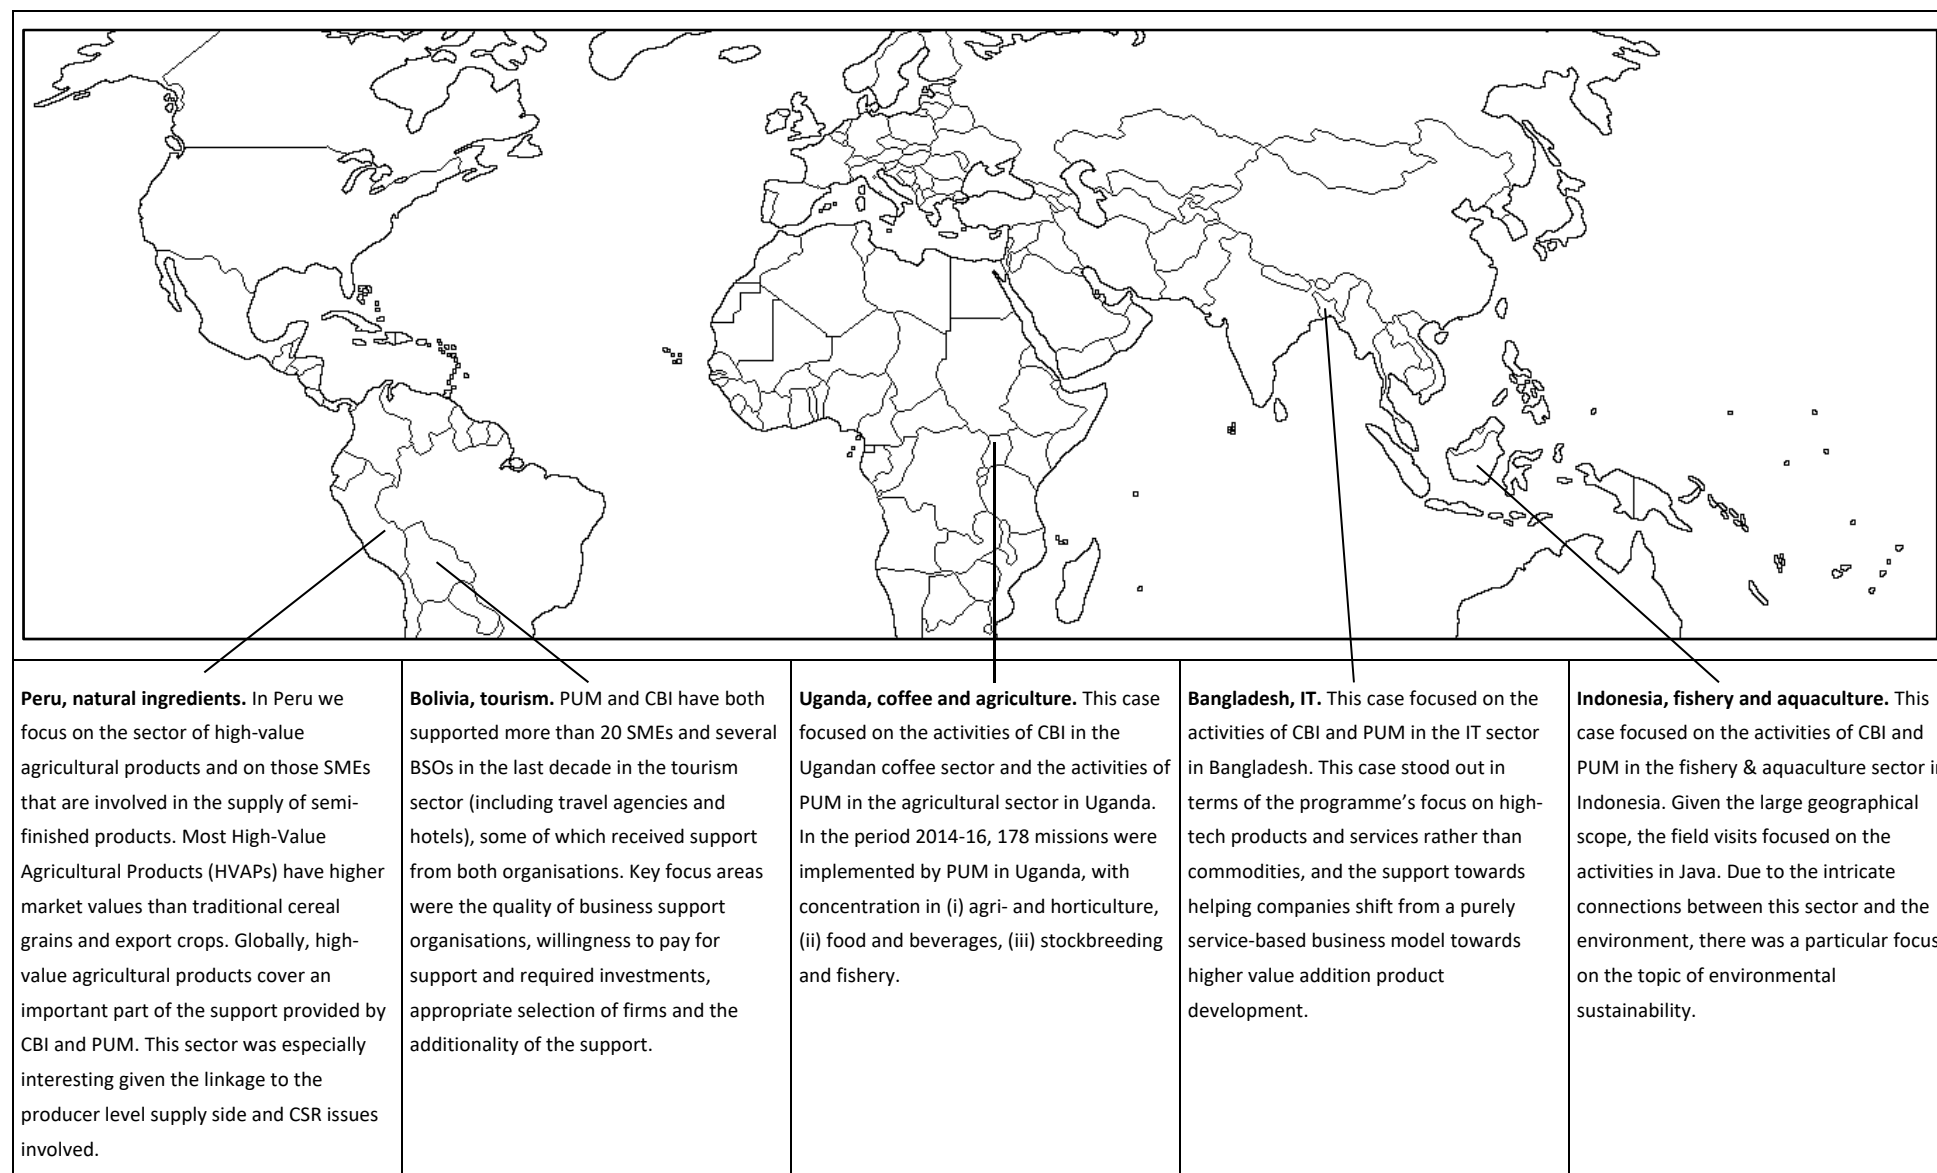 Peru, natural ingredients. In Peru we
focus on the sector of high-value
agricultural products and on those SMEs
that are involved in the supply of semi-
finished products. Most High-Value
Agricultural Products (HVAPs) have higher
market values than traditional cereal
grains and export crops. Globally, high-
value agricultural products cover an
important part of the support provided by
CBI and PUM. This sector was especially
interesting given the linkage to the
producer level supply side and CSR issues
involved.
Bolivia, tourism. PUM and CBI have both
supported more than 20 SMEs and several
BSOs in the last decade in the tourism
sector (including travel agencies and
hotels), some of which received support
from both organisations. Key focus areas
were the quality of business support
organisations, willingness to pay for
support and required investments,
appropriate selection of firms and the
additionality of the support.
Uganda, coffee and agriculture. This case
focused on the activities of CBI in the
Ugandan coffee sector and the activities of
PUM in the agricultural sector in Uganda.
In the period 2014-16, 178 missions were
implemented by PUM in Uganda, with
concentration in (i) agri- and horticulture,
(ii) food and beverages, (iii) stockbreeding
and fishery.
Bangladesh, IT. This case focused on the
activities of CBI and PUM in the IT sector
in Bangladesh. This case stood out in
terms of the programme’s focus on high-
tech products and services rather than
commodities, and the support towards
helping companies shift from a purely
service-based business model towards
higher value addition product
development.
Indonesia, fishery and aquaculture. This
case focused on the activities of CBI and
PUM in the fishery & aquaculture sector in
Indonesia. Given the large geographical
scope, the field visits focused on the
activities in Java. Due to the intricate
connections between this sector and the
environment, there was a particular focus
on the topic of environmental
sustainability.